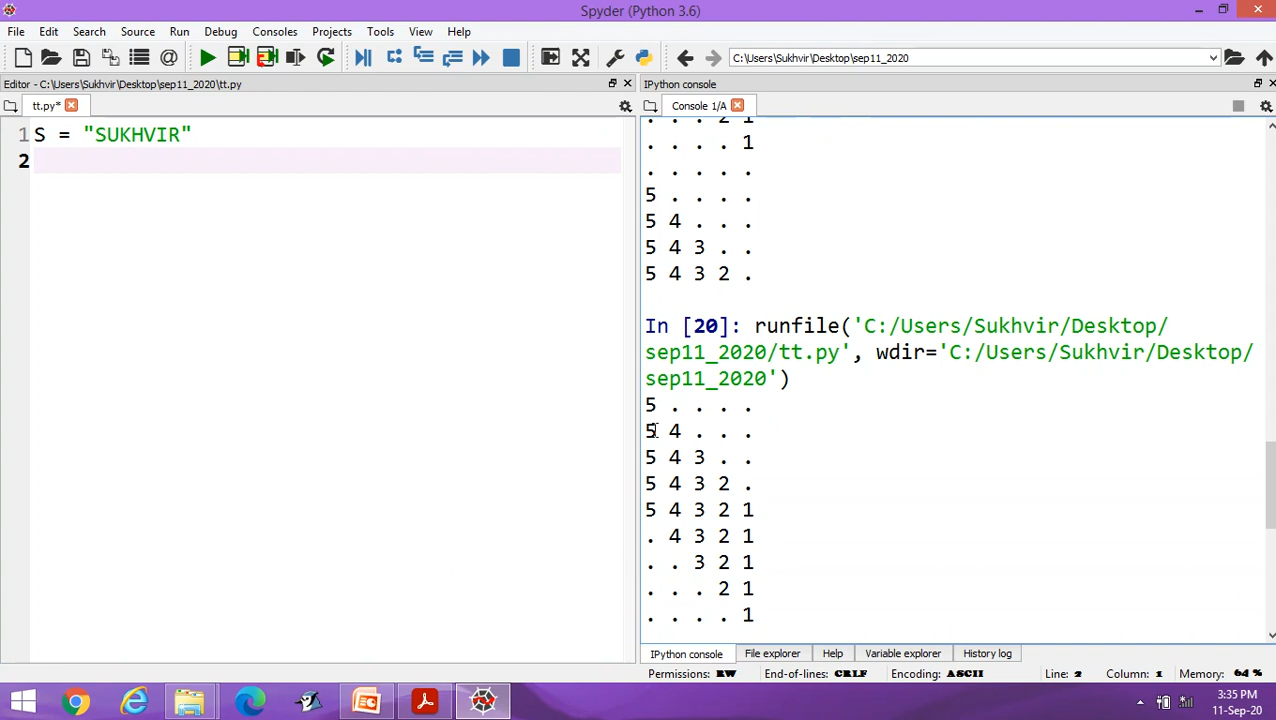 Spyder (Python 3.6)
File Edit Search Source Run Debug Consoles Projects Tools View Help
C:\Users\Sukhvir\Desktop\sep11_2020
Editor - C:\Users\Sukhvir\Desktop\sep11_2020\tt.py
IPython console
tt.py*
Console 1/A
1 S = "SUKHVIR"
2
. . . 2 1
. . . . 1
. . . . .
5 . . . .
5 4 . . .
5 4 3 . .
5 4 3 2 .
In [20]: runfile('C:/Users/Sukhvir/Desktop/
sep11_2020/tt.py', wdir='C:/Users/Sukhvir/Desktop/
sep11_2020')
5 . . . .
5 4 . . .
5 4 3 . .
5 4 3 2 .
5 4 3 2 1
. 4 3 2 1
. . 3 2 1
. . . 2 1
. . . . 1
IPython console File explorer Help Variable explorer History log
Permissions: RW End-of-lines: CRLF Encoding: ASCII Line: 2 Column: 1 Memory: 64 %
3:35 PM
11-Sep-20